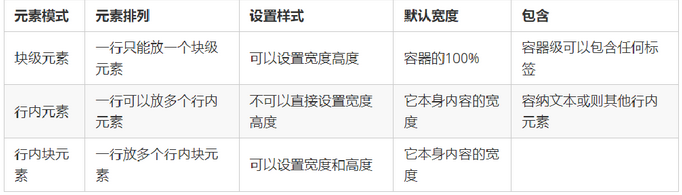 元素模式 元素排列 设置样式 默认宽度 包含
块级元素 一行只能放一个块级元素 可以设置宽度高度 容器的100% 容器级可以包含任何标签
行内元素 一行可以放多个行内元素 不可以直接设置宽度高度 它本身内容的宽度 容纳文本或则其他行内元素
行内块元素 一行放多个行内块元素 可以设置宽度和高度 它本身内容的宽度